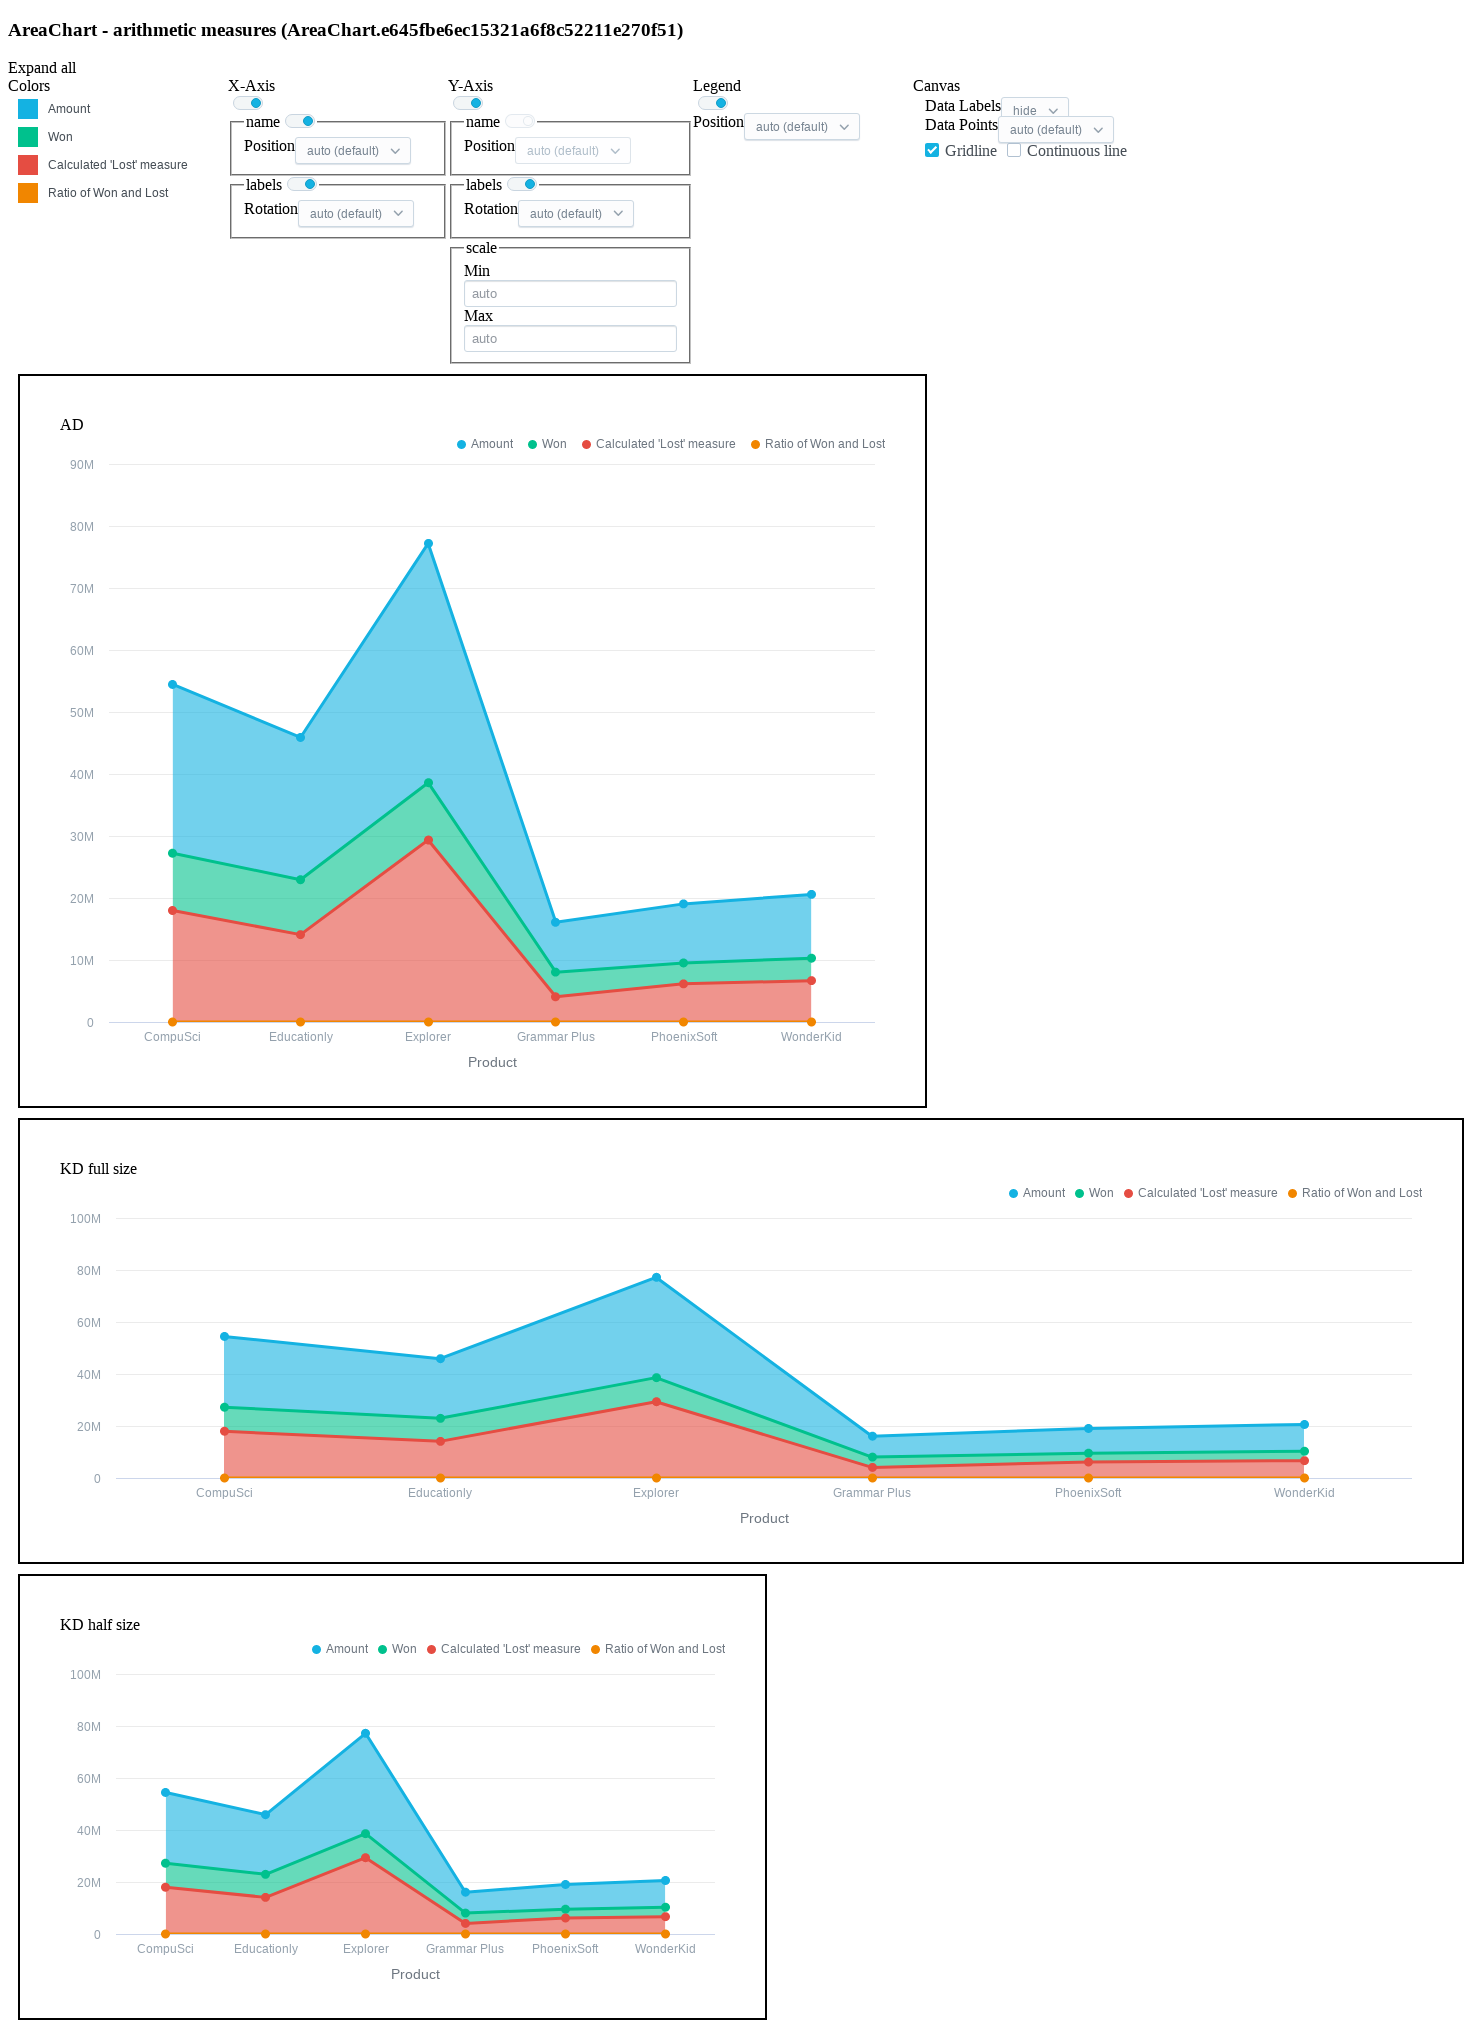 AreaChart - arithmetic measures (AreaChart.e645fbe6ec15321a6f8c52211e270f51)
Expand all
Colors
Amount
Won
Calculated 'Lost' measure
Ratio of Won and Lost
X-Axis
name
Position auto (default)
labels
Rotation auto (default)
Y-Axis
name
Position auto (default)
labels
Rotation auto (default)
scale
Min
auto
Max
auto
Legend
Position auto (default)
Canvas
Data Labels hide
Data Points auto (default)
Gridline Continuous line
AD
Amount Won Calculated 'Lost' measure Ratio of Won and Lost
90M
80M
70M
60M
50M
40M
30M
20M
10M
0
CompuSci Educationly Explorer Grammar Plus PhoenixSoft WonderKid
Product
KD full size
Amount Won Calculated 'Lost' measure Ratio of Won and Lost
100M
80M
60M
40M
20M
0
CompuSci Educationly Explorer Grammar Plus PhoenixSoft WonderKid
Product
KD half size
Amount Won Calculated 'Lost' measure Ratio of Won and Lost
100M
80M
60M
40M
20M
0
CompuSci Educationly Explorer Grammar Plus PhoenixSoft WonderKid
Product